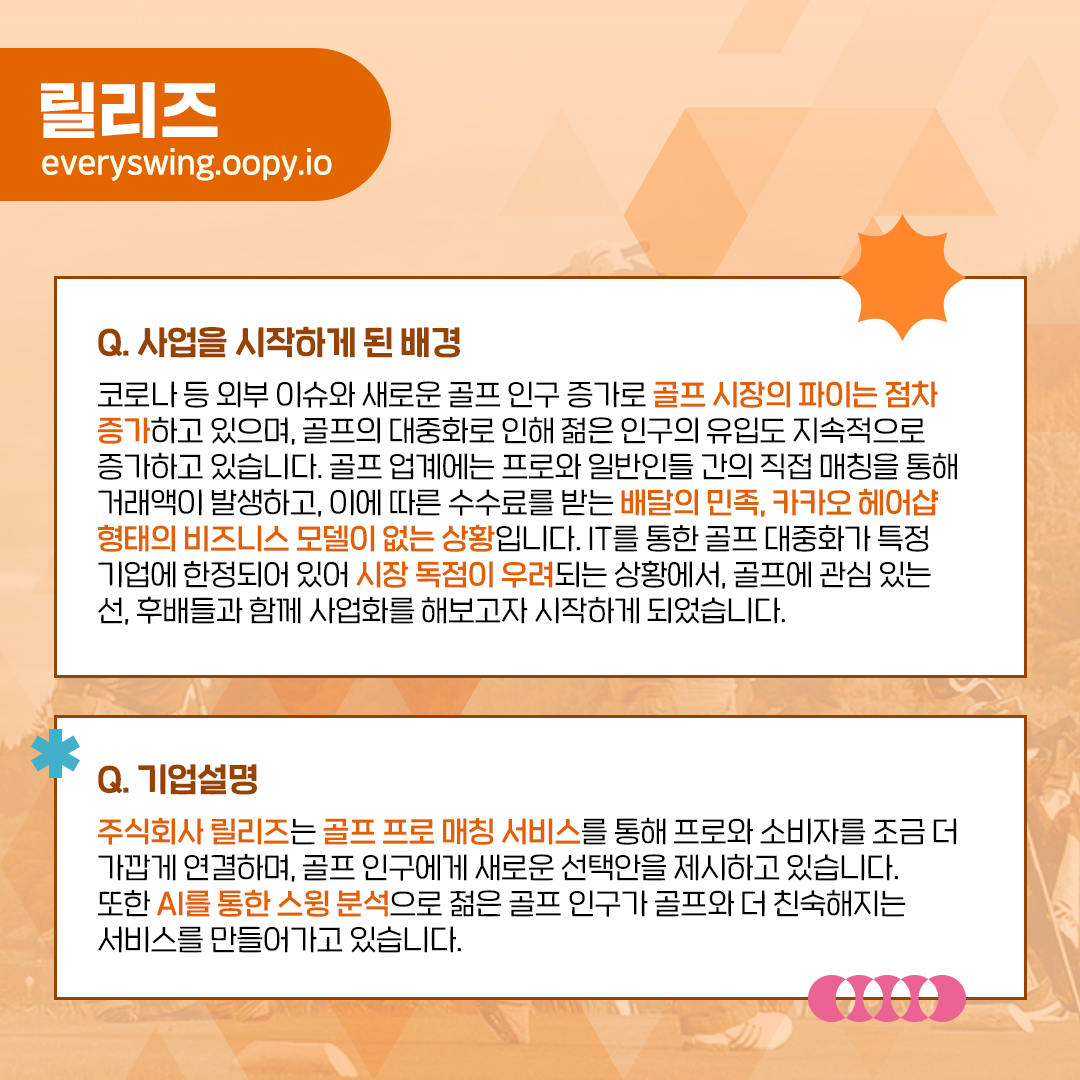 릴리즈
everyswing.oopy.io
Q. 사업을 시작하게 된 배경
코로나 등 외부 이슈와 새로운 골프 인구 증가로 골프 시장의 파이는 점차
증가하고 있으며, 골프의 대중화로 인해 젊은 인구의 유입도 지속적으로
증가하고 있습니다. 골프 업계에는 프로와 일반인들 간의 직접 매칭을 통해
거래액이 발생하고, 이에 따른 수수료를 받는 배달의 민족, 카카오 헤어샵
형태의 비즈니스 모델이 없는 상황입니다. IT를 통한 골프 대중화가 특정
기업에 한정되어 있어 시장 독점이 우려되는 상황에서, 골프에 관심 있는
선, 후배들과 함께 사업화를 해보고자 시작하게 되었습니다.
Q. 기업설명
주식회사 릴리즈는 골프 프로 매칭 서비스를 통해 프로와 소비자를 조금 더
가깝게 연결하며, 골프 인구에게 새로운 선택안을 제시하고 있습니다.
또한 AI를 통한 스윙 분석으로 젊은 골프 인구가 골프와 더 친숙해지는
서비스를 만들어가고 있습니다.